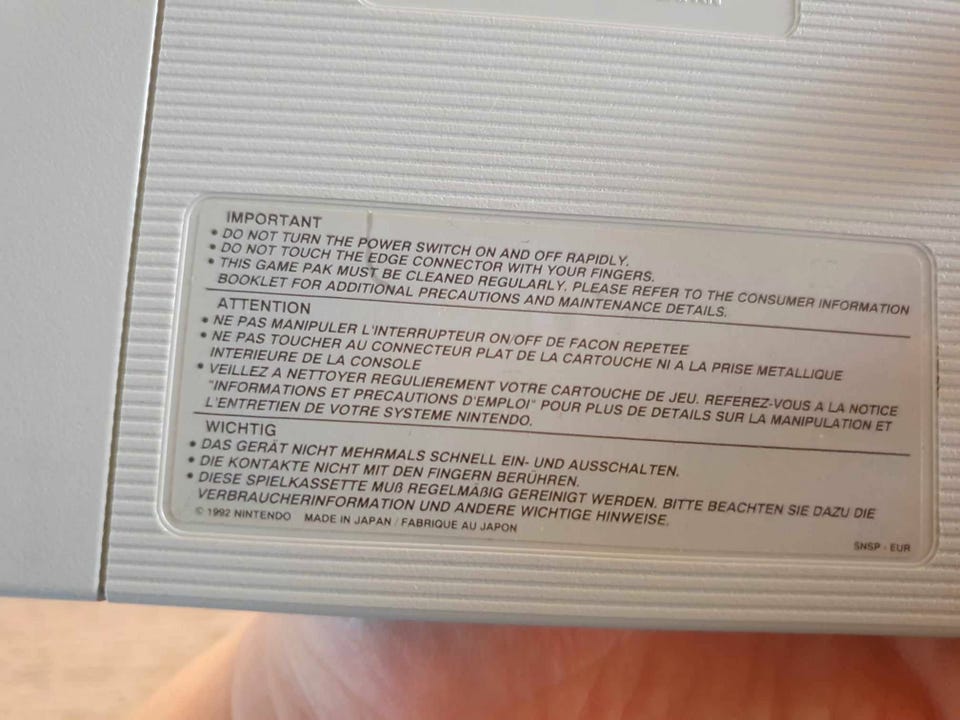 IMPORTANT
• DO NOT TURN THE POWER SWITCH ON AND OFF RAPIDLY.
• DO NOT TOUCH THE EDGE CONNECTOR WITH YOUR FINGERS.
• THIS GAME PAK MUST BE CLEANED REGULARLY. PLEASE REFER TO THE CONSUMER INFORMATION
BOOKLET FOR ADDITIONAL PRECAUTIONS AND MAINTENANCE DETAILS.
ATTENTION
• NE PAS MANIPULER L'INTERRUPTEUR ON/OFF DE FACON REPETEE
• NE PAS TOUCHER AU CONNECTEUR PLAT DE LA CARTOUCHE NI A LA PRISE METALLIQUE
INTERIEURE DE LA CONSOLE
• VEILLEZ A NETTOYER REGULIEREMENT VOTRE CARTOUCHE DE JEU. REFEREZ-VOUS A LA NOTICE
"INFORMATIONS ET PRECAUTIONS D'EMPLOI" POUR PLUS DE DETAILS SUR LA MANIPULATION ET
L'ENTRETIEN DE VOTRE SYSTEME NINTENDO.
WICHTIG
• DAS GERÄT NICHT MEHRMALS SCHNELL EIN- UND AUSSCHALTEN.
• DIE KONTAKTE NICHT MIT DEN FINGERN BERÜHREN.
• DIESE SPIELKASSETTE MUß REGELMÄßIG GEREINIGT WERDEN. BITTE BEACHTEN SIE DAZU DIE
VERBRAUCHERINFORMATION UND ANDERE WICHTIGE HINWEISE.
© 1992 NINTENDO MADE IN JAPAN / FABRIQUE AU JAPON
SNSP - EUR